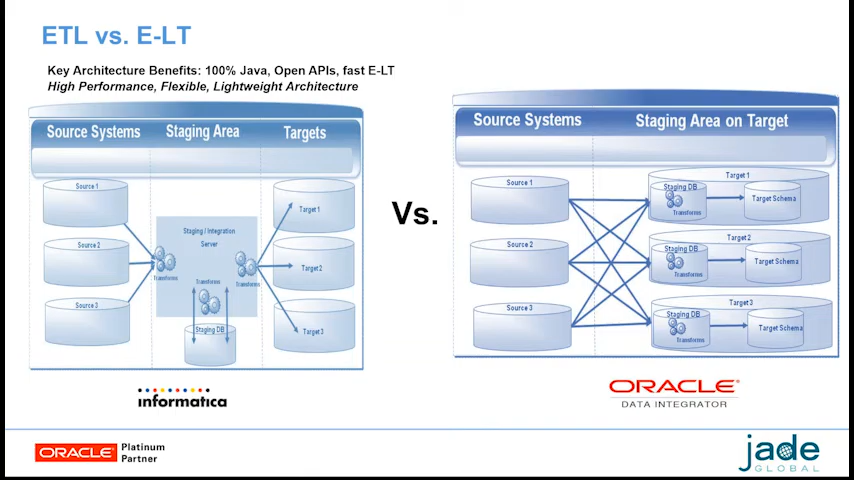 ETL vs. E-LT
Key Architecture Benefits: 100% Java, Open APIs, fast E-LT
High Performance, Flexible, Lightweight Architecture
Source Systems
Staging Area
Targets
Source 1
Source 2
Source 3
Staging / Integration
Server
Transforms
Transforms
Transforms
Staging DB
Target 1
Target 2
Target 3
informatica
Vs.
Source Systems
Staging Area on Target
Source 1
Source 2
Source 3
Target 1
Staging DB
Transforms
Target Schema
Target 2
Staging DB
Transforms
Target Schema
Target 3
Staging DB
Transforms
Target Schema
ORACLE®
DATA INTEGRATOR
ORACLE Platinum
Partner
jade
GLOBAL